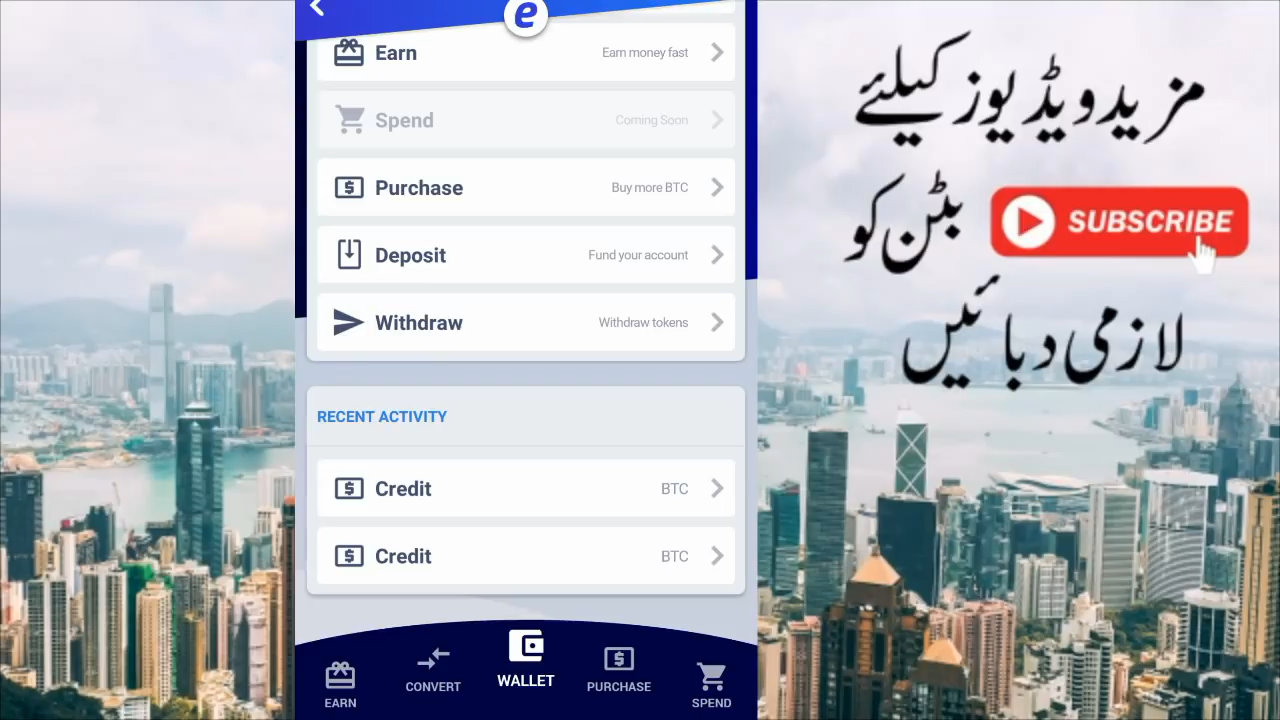 e
Earn Earn money fast
Spend Coming Soon
Purchase Buy more BTC
Deposit Fund your account
Withdraw Withdraw tokens
RECENT ACTIVITY
Credit BTC
Credit BTC
EARN CONVERT WALLET PURCHASE SPEND
مزید ویڈیوز کیلئے
SUBSCRIBE بٹن کو
لازمی دبائیں